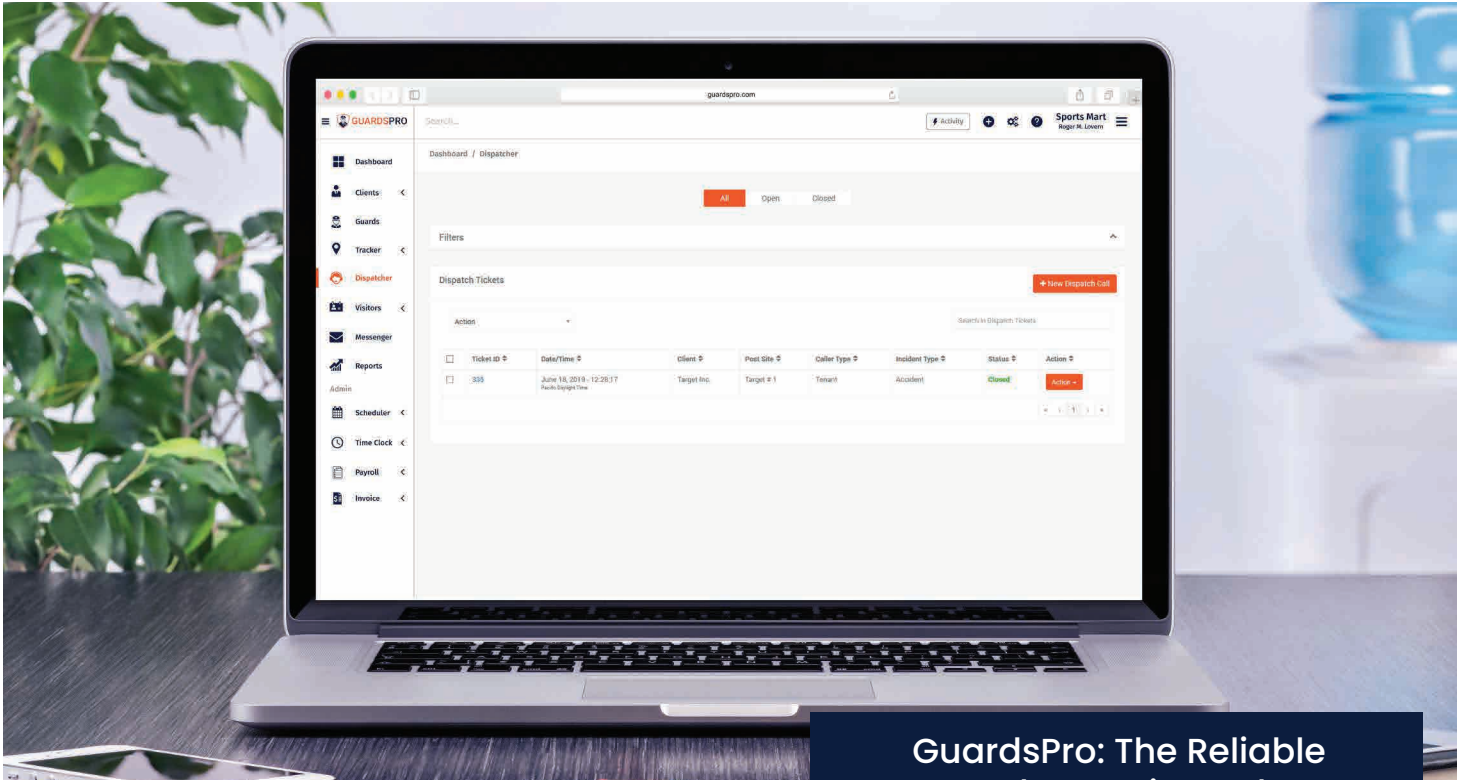 guardspro.com
GUARDSPRO
Search...
Activity
Sports Mart
Roger M. Lovern
Dashboard / Dispatcher
Dashboard
Clients
Guards
Tracker
Dispatcher
Visitors
Messenger
Reports
Admin
Scheduler
Time Clock
Payroll
Invoice
All Open Closed
Filters
Dispatch Tickets
+ New Dispatch Call
Action
Search in Dispatch Tickets
Ticket ID Date/Time Client Post Site Caller Type Incident Type Status Action
335 June 18, 2019 - 12:28:17 Target Inc. Target # 1 Tenant Accident Closed Action
Pacific Daylight Time
« ‹ 1 › »
GuardsPro: The Reliable